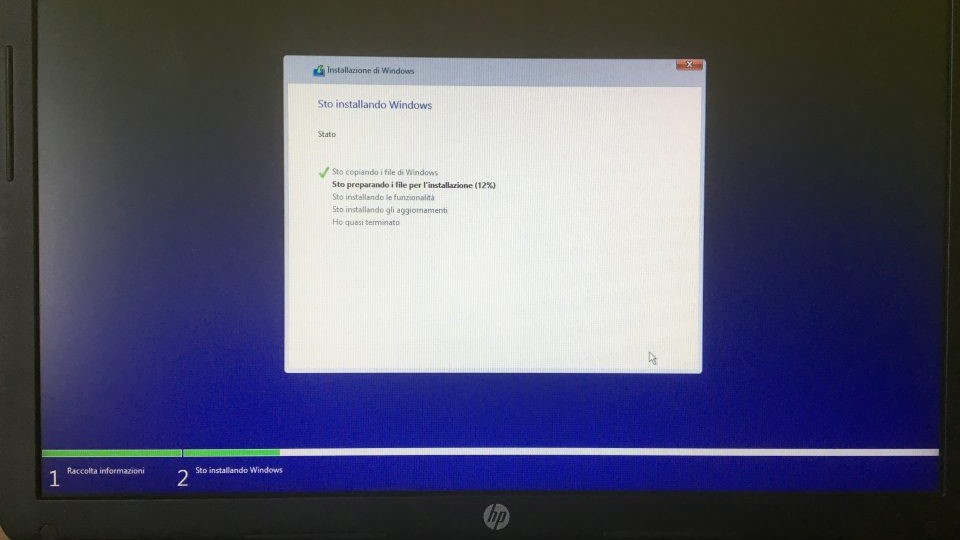 Installazione di Windows
Sto installando Windows
Stato
Sto copiando i file di Windows
Sto preparando i file per l'installazione (12%)
Sto installando le funzionalità
Sto installando gli aggiornamenti
Ho quasi terminato
1 Raccolta informazioni
2 Sto installando Windows
hp